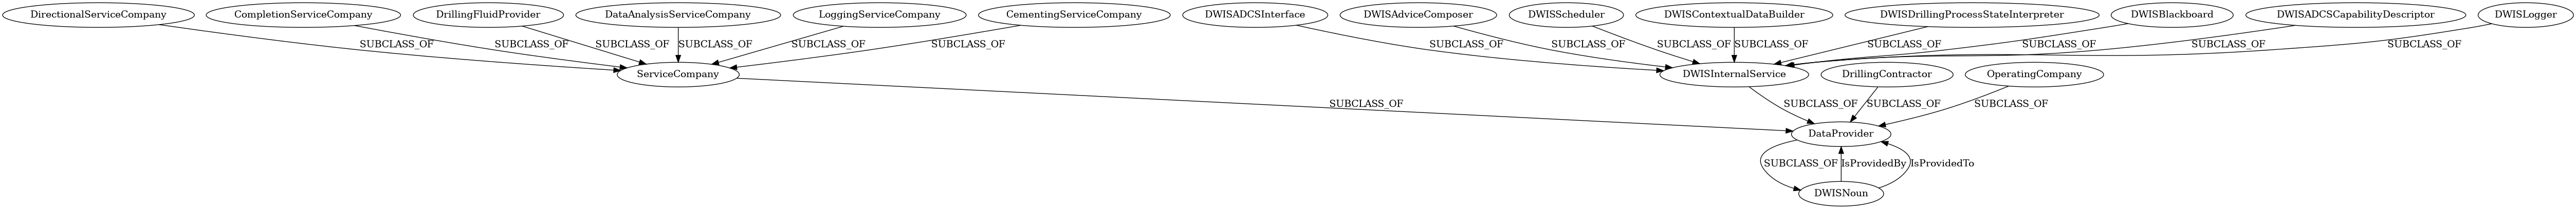 DirectionalServiceCompany
CompletionServiceCompany
DrillingFluidProvider
DataAnalysisServiceCompany
LoggingServiceCompany
CementingServiceCompany
DWISADCSInterface
DWISAdviceComposer
DWISScheduler
DWISContextualDataBuilder
DWISDrillingProcessStateInterpreter
DWISBlackboard
DWISADCSCapabilityDescriptor
DWISLogger
SUBCLASS_OF
SUBCLASS_OF
SUBCLASS_OF
SUBCLASS_OF
SUBCLASS_OF
SUBCLASS_OF
SUBCLASS_OF
SUBCLASS_OF
SUBCLASS_OF
SUBCLASS_OF
SUBCLASS_OF
SUBCLASS_OF
SUBCLASS_OF
SUBCLASS_OF
ServiceCompany
DWISInternalService
DrillingContractor
OperatingCompany
SUBCLASS_OF
SUBCLASS_OF
SUBCLASS_OF
SUBCLASS_OF
DataProvider
SUBCLASS_OF
IsProvidedBy
IsProvidedTo
DWISNoun